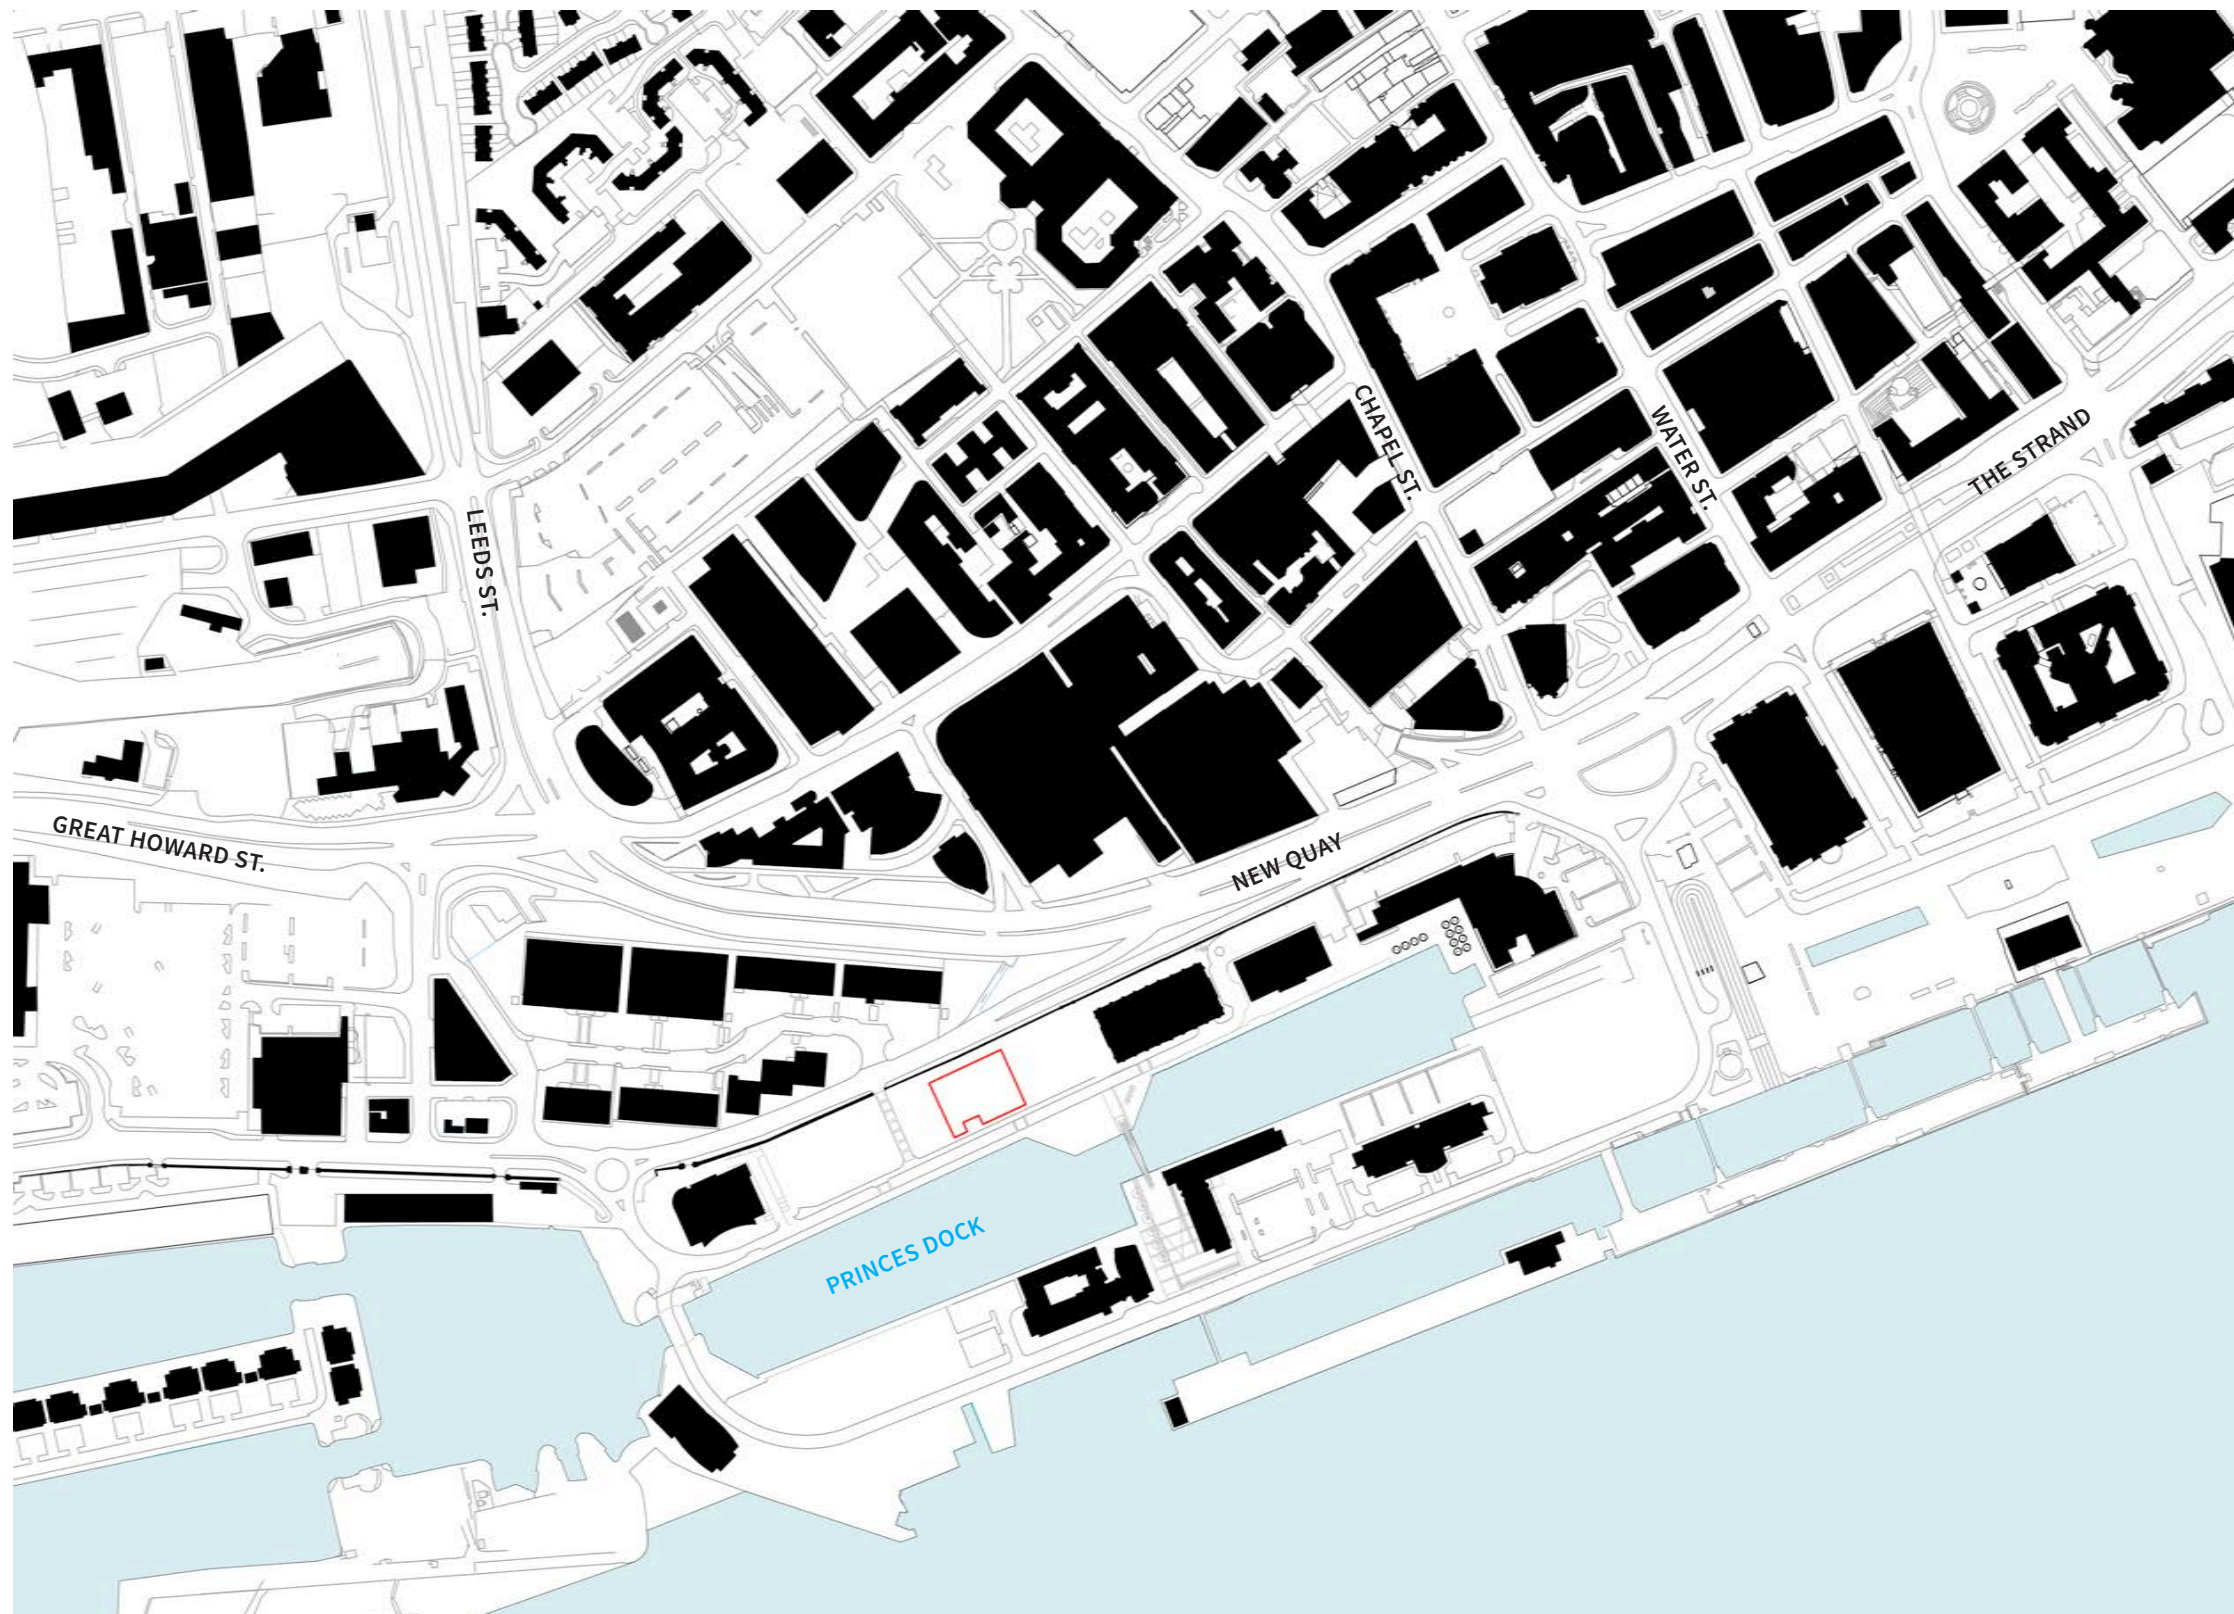 CHAPEL ST.
WATER ST.
THE STRAND
LEEDS ST.
GREAT HOWARD ST.
NEW QUAY
PRINCES DOCK